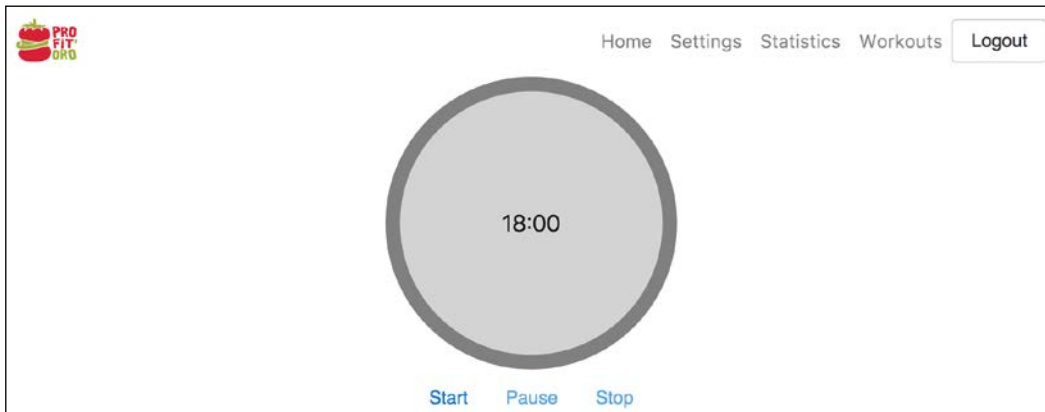 PRO
FIT'
ORO
Home Settings Statistics Workouts Logout
18:00
Start Pause Stop